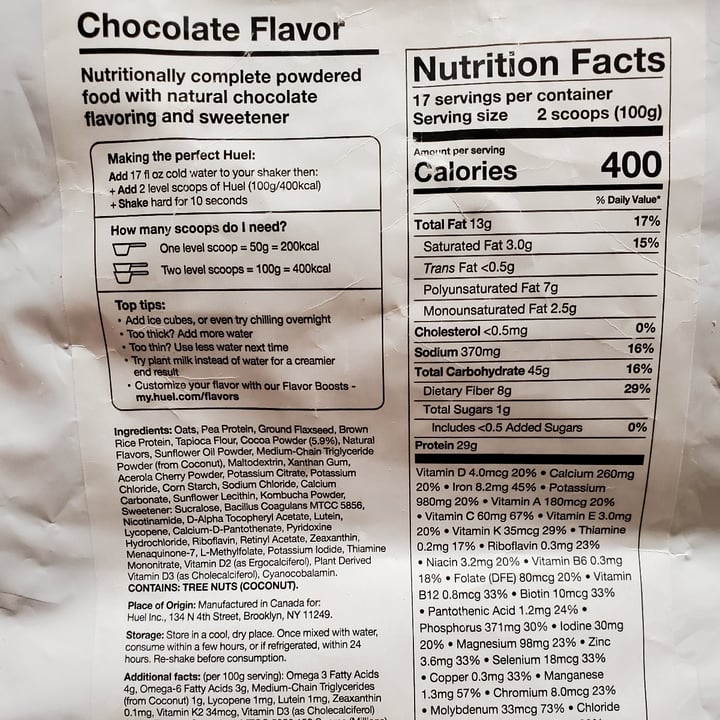 Chocolate Flavor
Nutritionally complete powdered
food with natural chocolate
flavoring and sweetener
Making the perfect Huel:
Add 17 fl oz cold water to your shaker then:
+ Add 2 level scoops of Huel (100g/400kcal)
+ Shake hard for 10 seconds
How many scoops do I need?
One level scoop = 50g = 200kcal
Two level scoops = 100g = 400kcal
Top tips:
• Add ice cubes, or even try chilling overnight
• Too thick? Add more water
• Too thin? Use less water next time
• Try plant milk instead of water for a creamier
end result
• Customize your flavor with our Flavor Boosts -
my.huel.com/flavors
Ingredients: Oats, Pea Protein, Ground Flaxseed, Brown
Rice Protein, Tapioca Flour, Cocoa Powder (5.9%), Natural
Flavors, Sunflower Oil Powder, Medium-Chain Triglyceride
Powder (from Coconut), Maltodextrin, Xanthan Gum,
Acerola Cherry Powder, Potassium Citrate, Potassium
Chloride, Corn Starch, Sodium Chloride, Calcium
Carbonate, Sunflower Lecithin, Kombucha Powder,
Sweetener: Sucralose, Bacillus Coagulans MTCC 5856,
Nicotinamide, D-Alpha Tocopheryl Acetate, Lutein,
Lycopene, Calcium-D-Pantothenate, Pyridoxine
Hydrochloride, Riboflavin, Retinyl Acetate, Zeaxanthin,
Menaquinone-7, L-Methylfolate, Potassium Iodide, Thiamine
Mononitrate, Vitamin D2 (as Ergocalciferol), Plant Derived
Vitamin D3 (as Cholecalciferol), Cyanocobalamin.
CONTAINS: TREE NUTS (COCONUT).
Place of Origin: Manufactured in Canada for:
Huel Inc., 134 N 4th Street, Brooklyn, NY 11249.
Storage: Store in a cool, dry place. Once mixed with water,
consume within a few hours, or if refrigerated, within 24
hours. Re-shake before consumption.
Additional facts: (per 100g serving): Omega 3 Fatty Acids
4g, Omega-6 Fatty Acids 3g, Medium-Chain Triglycerides
(from Coconut) 1g, Lycopene 1mg, Lutein 1mg, Zeaxanthin
0.1mg, Vitamin K2 34mcg, Vitamin D3 (as Cholecalciferol)
Nutrition Facts
17 servings per container
Serving size 2 scoops (100g)
Amount per serving
Calories 400
% Daily Value*
Total Fat 13g 17%
Saturated Fat 3.0g 15%
Trans Fat <0.5g
Polyunsaturated Fat 7g
Monounsaturated Fat 2.5g
Cholesterol <0.5mg 0%
Sodium 370mg 16%
Total Carbohydrate 45g 16%
Dietary Fiber 8g 29%
Total Sugars 1g
Includes <0.5 Added Sugars 0%
Protein 29g
Vitamin D 4.0mcg 20% • Calcium 260mg
20% • Iron 8.2mg 45% • Potassium
980mg 20% • Vitamin A 180mcg 20%
• Vitamin C 60mg 67% • Vitamin E 3.0mg
20% • Vitamin K 35mcg 29% • Thiamine
0.2mg 17% • Riboflavin 0.3mg 23%
• Niacin 3.2mg 20% • Vitamin B6 0.3mg
18% • Folate (DFE) 80mcg 20% • Vitamin
B12 0.8mcg 33% • Biotin 10mcg 33%
• Pantothenic Acid 1.2mg 24% •
Phosphorus 371mg 30% • Iodine 30mg
20% • Magnesium 98mg 23% • Zinc
3.6mg 33% • Selenium 18mcg 33%
• Copper 0.3mg 33% • Manganese
1.3mg 57% • Chromium 8.0mcg 23%
• Molybdenum 33mcg 73% • Chloride